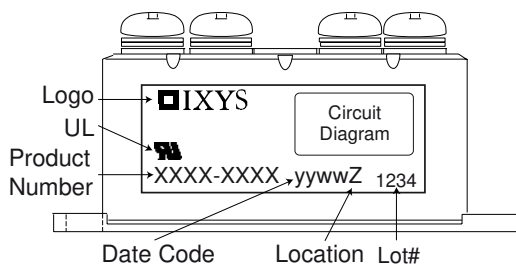 Logo
IXYS
Circuit
Diagram
UL
Product
Number
XXXX-XXXX yywwZ 1234
Date Code
Location
Lot#